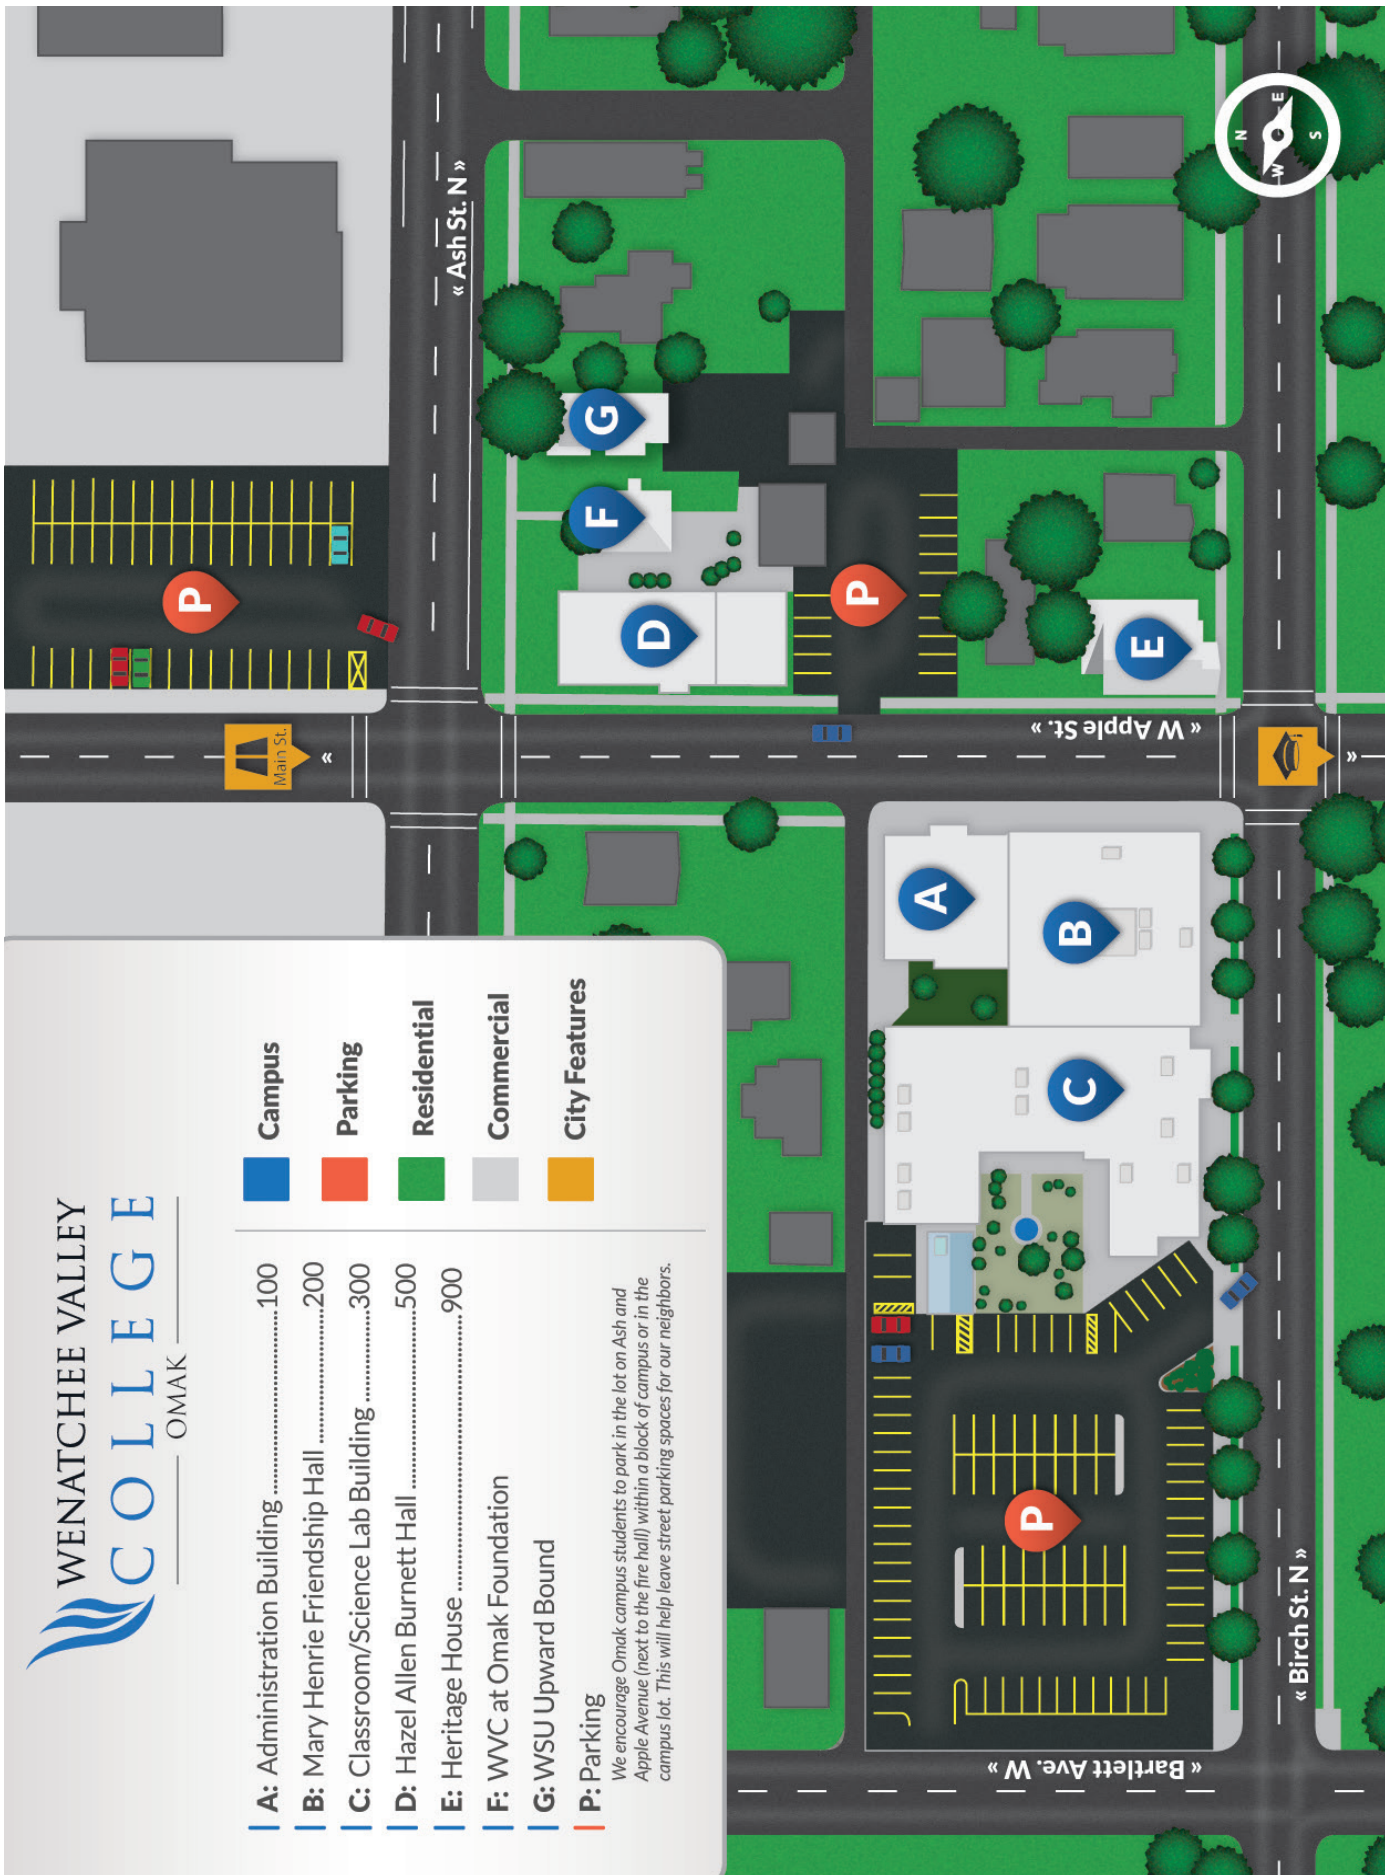 WENATCHEE VALLEY
COLLEGE
OMAK
A: Administration Building ........100
B: Mary Henrie Friendship Hall ........200
C: Classroom/Science Lab Building ........300
D: Hazel Allen Burnett Hall ........500
E: Heritage House ........900
F: WVC at Omak Foundation
G: WSU Upward Bound
P: Parking
We encourage Omak campus students to park in the lot on Ash and
Apple Avenue (next to the fire hall) within a block of campus or in the
campus lot. This will help leave street parking spaces for our neighbors.
Campus
Parking
Residential
Commercial
City Features
Main St.
«
P
« Ash St. N »
G
F
D
P
E
« W Apple St. »
A
B
C
P
« Bartlett Ave. W »
« Birch St. N »
«
N
E
S
W